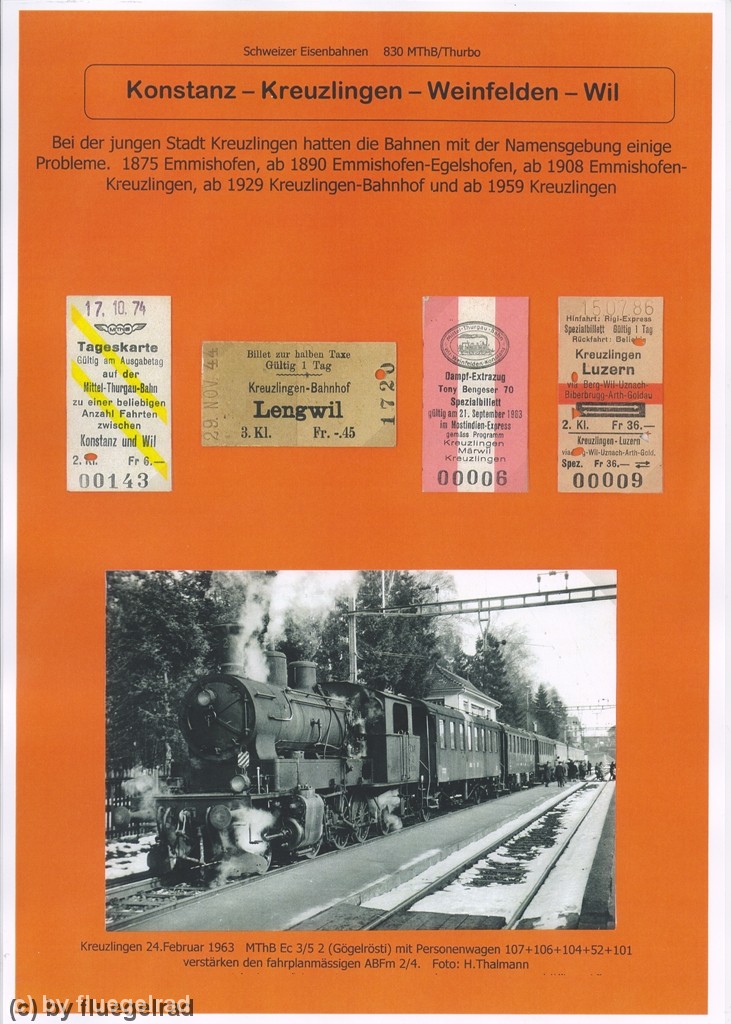 Schweizer Eisenbahnen 830 MThB/Thurbo
Konstanz – Kreuzlingen – Weinfelden – Wil
Bei der jungen Stadt Kreuzlingen hatten die Bahnen mit der Namensgebung einige
Probleme. 1875 Emmishofen, ab 1890 Emmishofen-Egelshofen, ab 1908 Emmishofen-
Kreuzlingen, ab 1929 Kreuzlingen-Bahnhof und ab 1959 Kreuzlingen
17.10.74
MThB
Tageskarte
Gültig am Ausgabetag
auf der
Mittel-Thurgau-Bahn
zu einer beliebigen
Anzahl Fahrten
zwischen
Konstanz und Wil
2. Kl. Fr 6.—
00143
29. NOV. 44
Billet zur halben Taxe
Gültig 1 Tag
Kreuzlingen-Bahnhof
Lengwil
3. Kl. Fr. -.45
1720
Mittel-Thurgau-Bahn
Dampf-Extrazug
Tony Bengeser 70
Spezialbillett
gültig am 21. September 1983
im Mostindien-Express
gemäss Programm
Kreuzlingen
Märwil
Kreuzlingen
00006
150786
Hinfahrt: Rigi-Express
Spezialbillett Gültig 1 Tag
Rückfahrt:
Kreuzlingen
Luzern
via Berg-Wil-Uznach-
Biberbrugg-Arth-Goldau
2. Kl. Fr 36.—
Kreuzlingen-Luzern
Spez. Fr 36.—
00009
Kreuzlingen 24.Februar 1963 MThB Ec 3/5 2 (Gögelrösti) mit Personenwagen 107+106+104+52+101
verstärken den fahrplanmässigen ABFm 2/4. Foto: H.Thalmann
(c) by fluegelrad